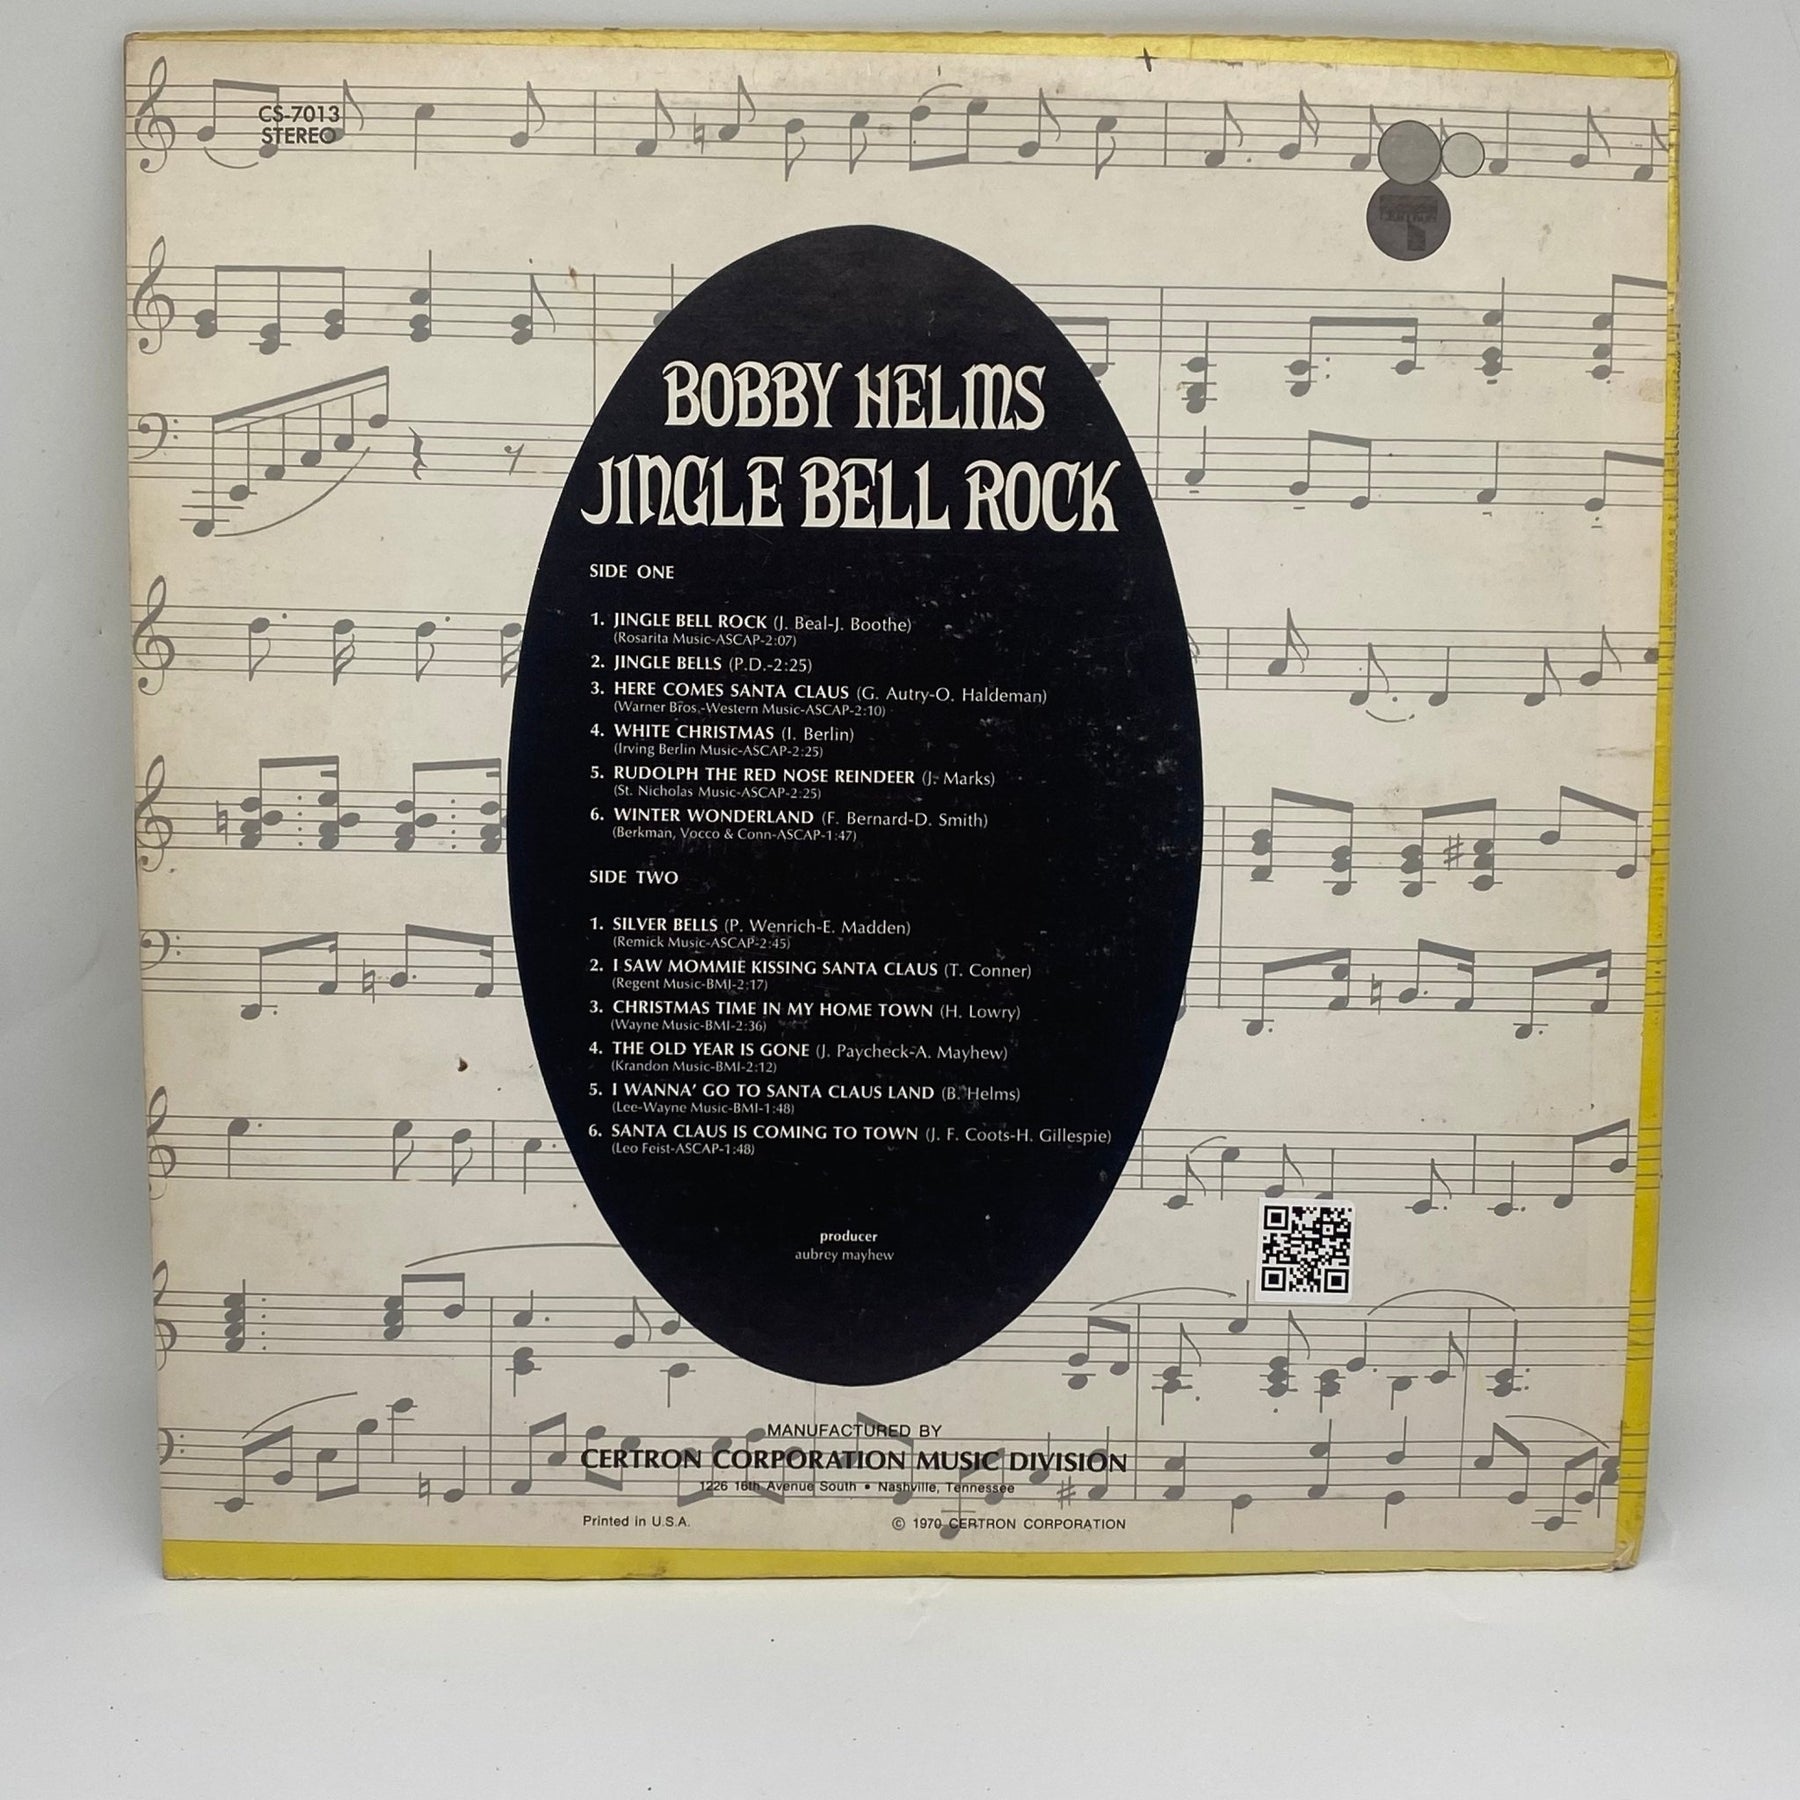 CS-7013
STEREO
BOBBY HELMS
JINGLE BELL ROCK
SIDE ONE
1. JINGLE BELL ROCK (J. Beal-J. Boothe)
(Rosarita Music-ASCAP-2:07)
2. JINGLE BELLS (P.D.-2:25)
3. HERE COMES SANTA CLAUS (G. Autry-O. Haldeman)
(Warner Bros.-Western Music-ASCAP-2:10)
4. WHITE CHRISTMAS (I. Berlin)
(Irving Berlin Music-ASCAP-2:25)
5. RUDOLPH THE RED NOSE REINDEER (J. Marks)
(St. Nicholas Music-ASCAP-2:25)
6. WINTER WONDERLAND (F. Bernard-D. Smith)
(Berkman, Vocco & Conn-ASCAP-1:47)
SIDE TWO
1. SILVER BELLS (P. Wenrich-E. Madden)
(Remick Music-ASCAP-2:45)
2. I SAW MOMMIE KISSING SANTA CLAUS (T. Conner)
(Regent Music-BMI-2:17)
3. CHRISTMAS TIME IN MY HOME TOWN (H. Lowry)
(Wayne Music-BMI-2:36)
4. THE OLD YEAR IS GONE (J. Paycheck-A. Mayhew)
(Krandon Music-BMI-2:12)
5. I WANNA' GO TO SANTA CLAUS LAND (B. Helms)
(Lee-Wayne Music-BMI-1:48)
6. SANTA CLAUS IS COMING TO TOWN (J. F. Coots-H. Gillespie)
(Leo Feist-ASCAP-1:48)
producer
aubrey mayhew
MANUFACTURED BY
CERTRON CORPORATION MUSIC DIVISION
1226 16th Avenue South • Nashville, Tennessee
Printed in U.S.A. © 1970 CERTRON CORPORATION